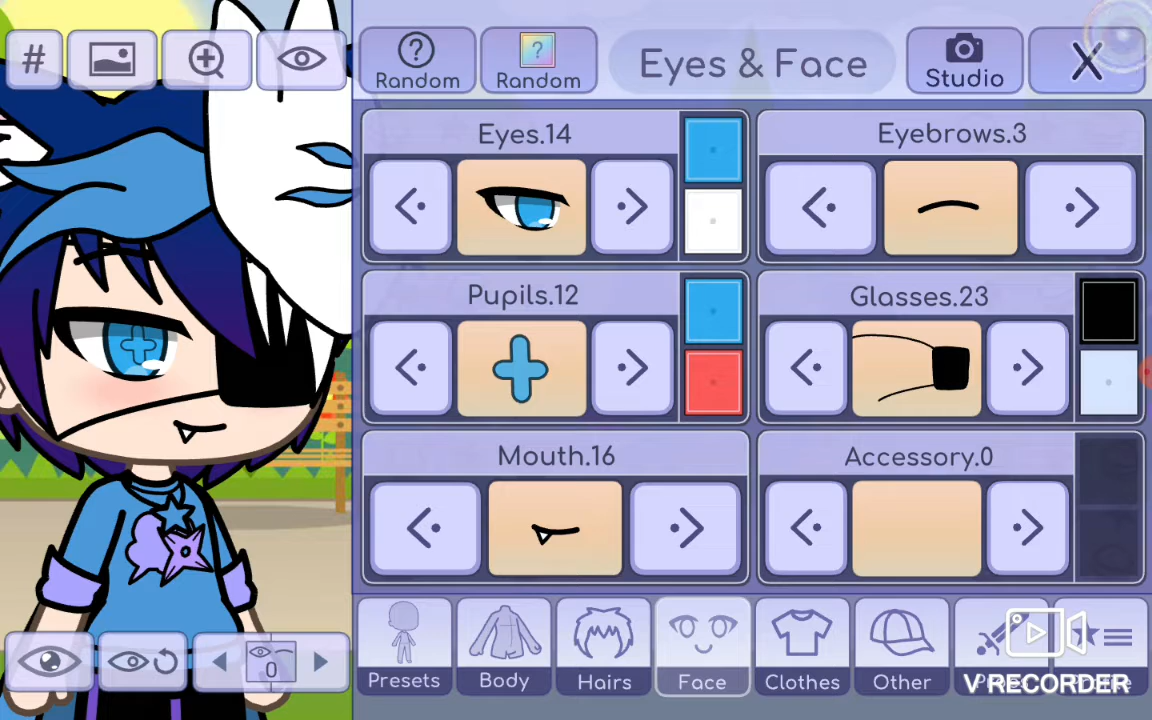 #
? Random
? Random
Eyes & Face
Studio
X
Eyes.14
Eyebrows.3
Pupils.12
Glasses.23
Mouth.16
Accessory.0
0
Presets
Body
Hairs
Face
Clothes
Other
V RECORDER